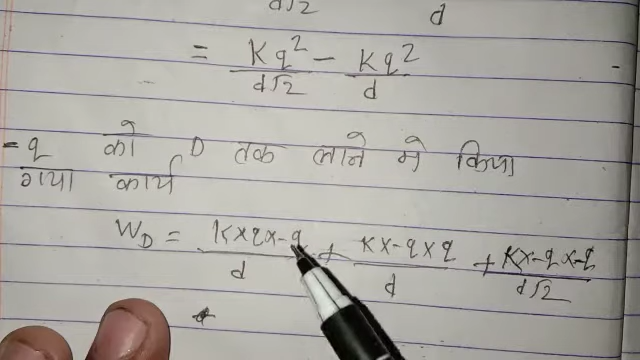 d√2 d
= Kq²/d√2 − Kq²/d
-q को D तक लाने मे किया
गया कार्य
W_D = K×q×-q/d + K×-q×q/d + K×-q×-q/d√2